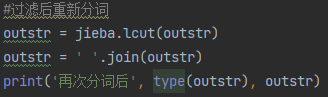 #过滤后重新分词
outstr = jieba.lcut(outstr)
outstr = ' '.join(outstr)
print('再次分词后', type(outstr), outstr)